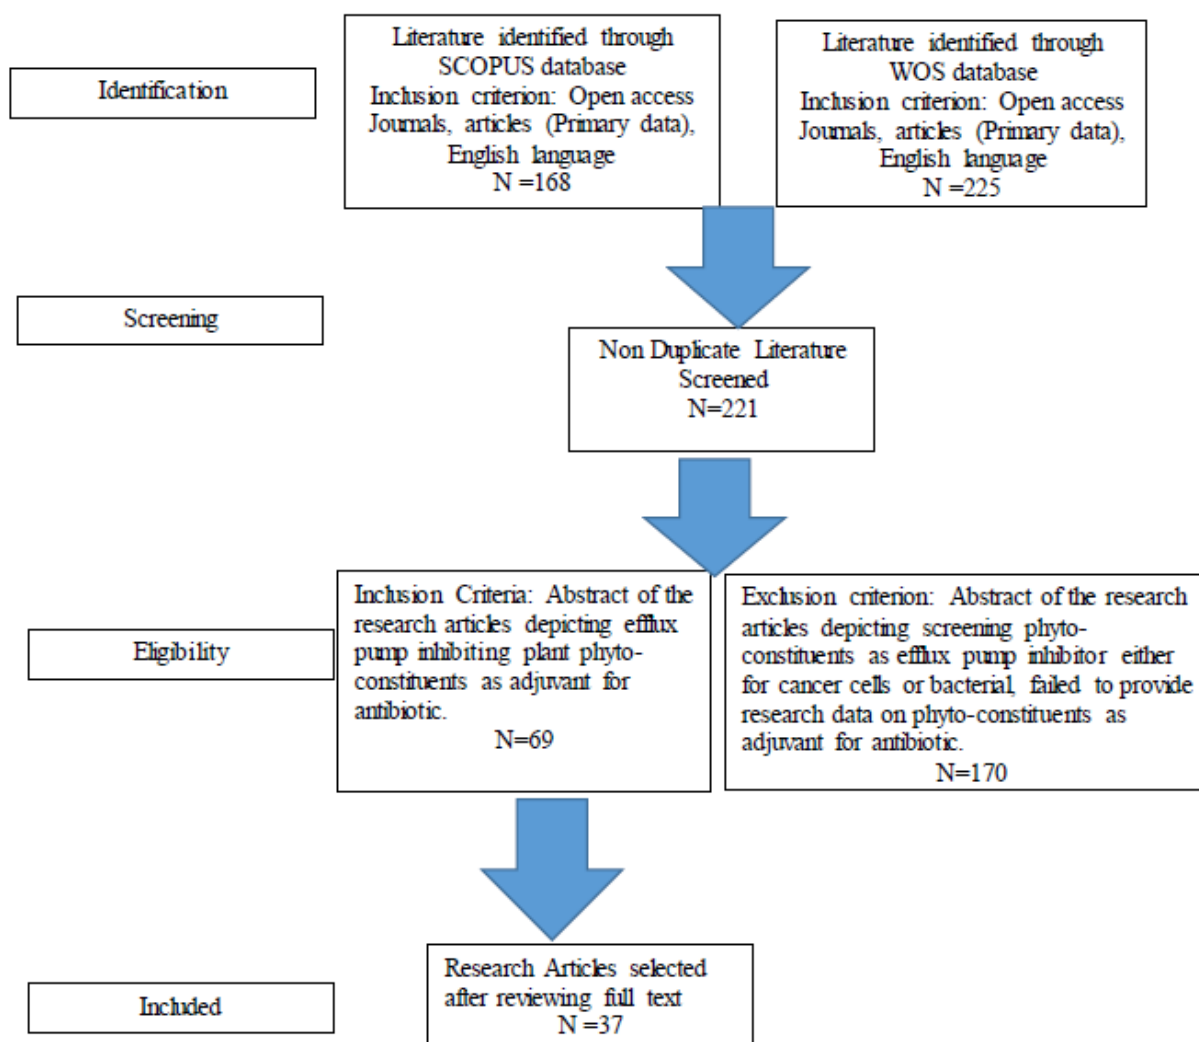 Identification
Literature identified through
SCOPUS database
Inclusion criterion: Open access
Journals, articles (Primary data),
English language
N =168
Literature identified through
WOS database
Inclusion criterion: Open access
Journals, articles (Primary data),
English language
N =225
Screening
Non Duplicate Literature
Screened
N=221
Eligibility
Inclusion Criteria: Abstract of the
research articles depicting efflux
pump inhibiting plant phyto-
constituents as adjuvant for
antibiotic.
N=69
Exclusion criterion: Abstract of the research
articles depicting screening phyto-
constituents as efflux pump inhibitor either
for cancer cells or bacterial, failed to provide
research data on phyto-constituents as
adjuvant for antibiotic.
N=170
Included
Research Articles selected
after reviewing full text
N =37